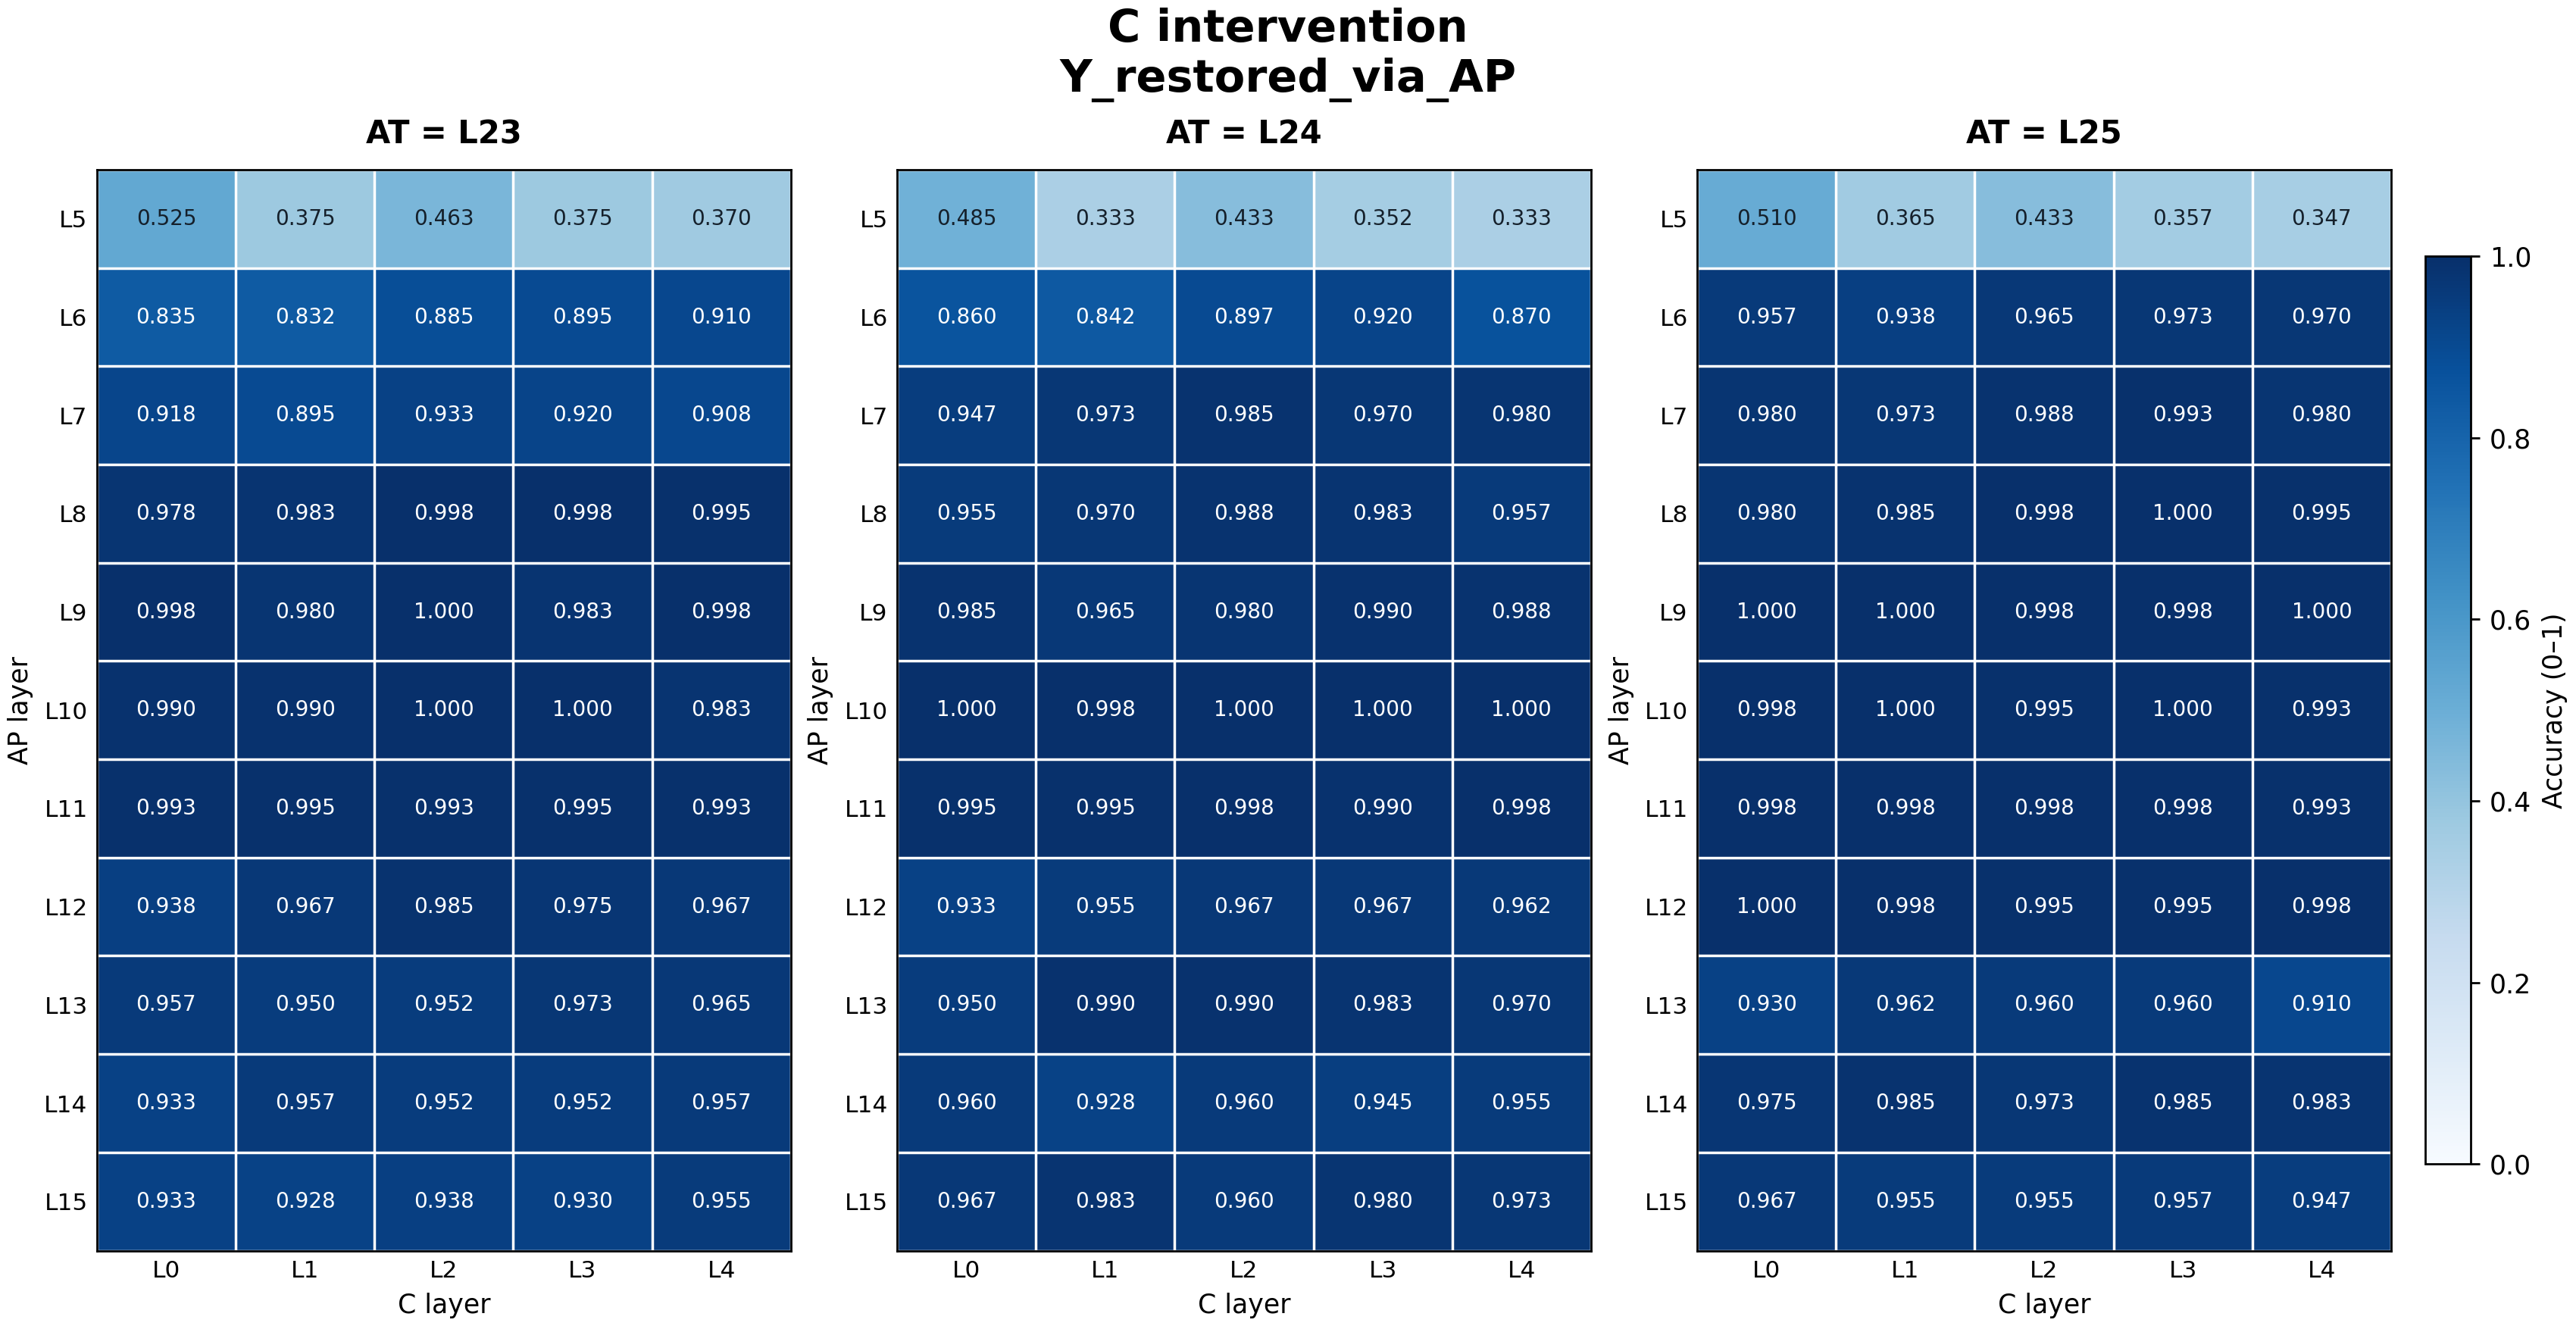 C intervention
Y_restored_via_AP
AT = L23
AT = L24
AT = L25
L5 0.525 0.375 0.463 0.375 0.370
L6 0.835 0.832 0.885 0.895 0.910
L7 0.918 0.895 0.933 0.920 0.908
L8 0.978 0.983 0.998 0.998 0.995
L9 0.998 0.980 1.000 0.983 0.998
L10 0.990 0.990 1.000 1.000 0.983
L11 0.993 0.995 0.993 0.995 0.993
L12 0.938 0.967 0.985 0.975 0.967
L13 0.957 0.950 0.952 0.973 0.965
L14 0.933 0.957 0.952 0.952 0.957
L15 0.933 0.928 0.938 0.930 0.955
L0 L1 L2 L3 L4
C layer
AP layer
L5 0.485 0.333 0.433 0.352 0.333
L6 0.860 0.842 0.897 0.920 0.870
L7 0.947 0.973 0.985 0.970 0.980
L8 0.955 0.970 0.988 0.983 0.957
L9 0.985 0.965 0.980 0.990 0.988
L10 1.000 0.998 1.000 1.000 1.000
L11 0.995 0.995 0.998 0.990 0.998
L12 0.933 0.955 0.967 0.967 0.962
L13 0.950 0.990 0.990 0.983 0.970
L14 0.960 0.928 0.960 0.945 0.955
L15 0.967 0.983 0.960 0.980 0.973
L0 L1 L2 L3 L4
C layer
AP layer
L5 0.510 0.365 0.433 0.357 0.347
L6 0.957 0.938 0.965 0.973 0.970
L7 0.980 0.973 0.988 0.993 0.980
L8 0.980 0.985 0.998 1.000 0.995
L9 1.000 1.000 0.998 0.998 1.000
L10 0.998 1.000 0.995 1.000 0.993
L11 0.998 0.998 0.998 0.998 0.993
L12 1.000 0.998 0.995 0.995 0.998
L13 0.930 0.962 0.960 0.960 0.910
L14 0.975 0.985 0.973 0.985 0.983
L15 0.967 0.955 0.955 0.957 0.947
L0 L1 L2 L3 L4
C layer
AP layer
1.0
0.8
0.6
0.4
0.2
0.0
Accuracy (0–1)